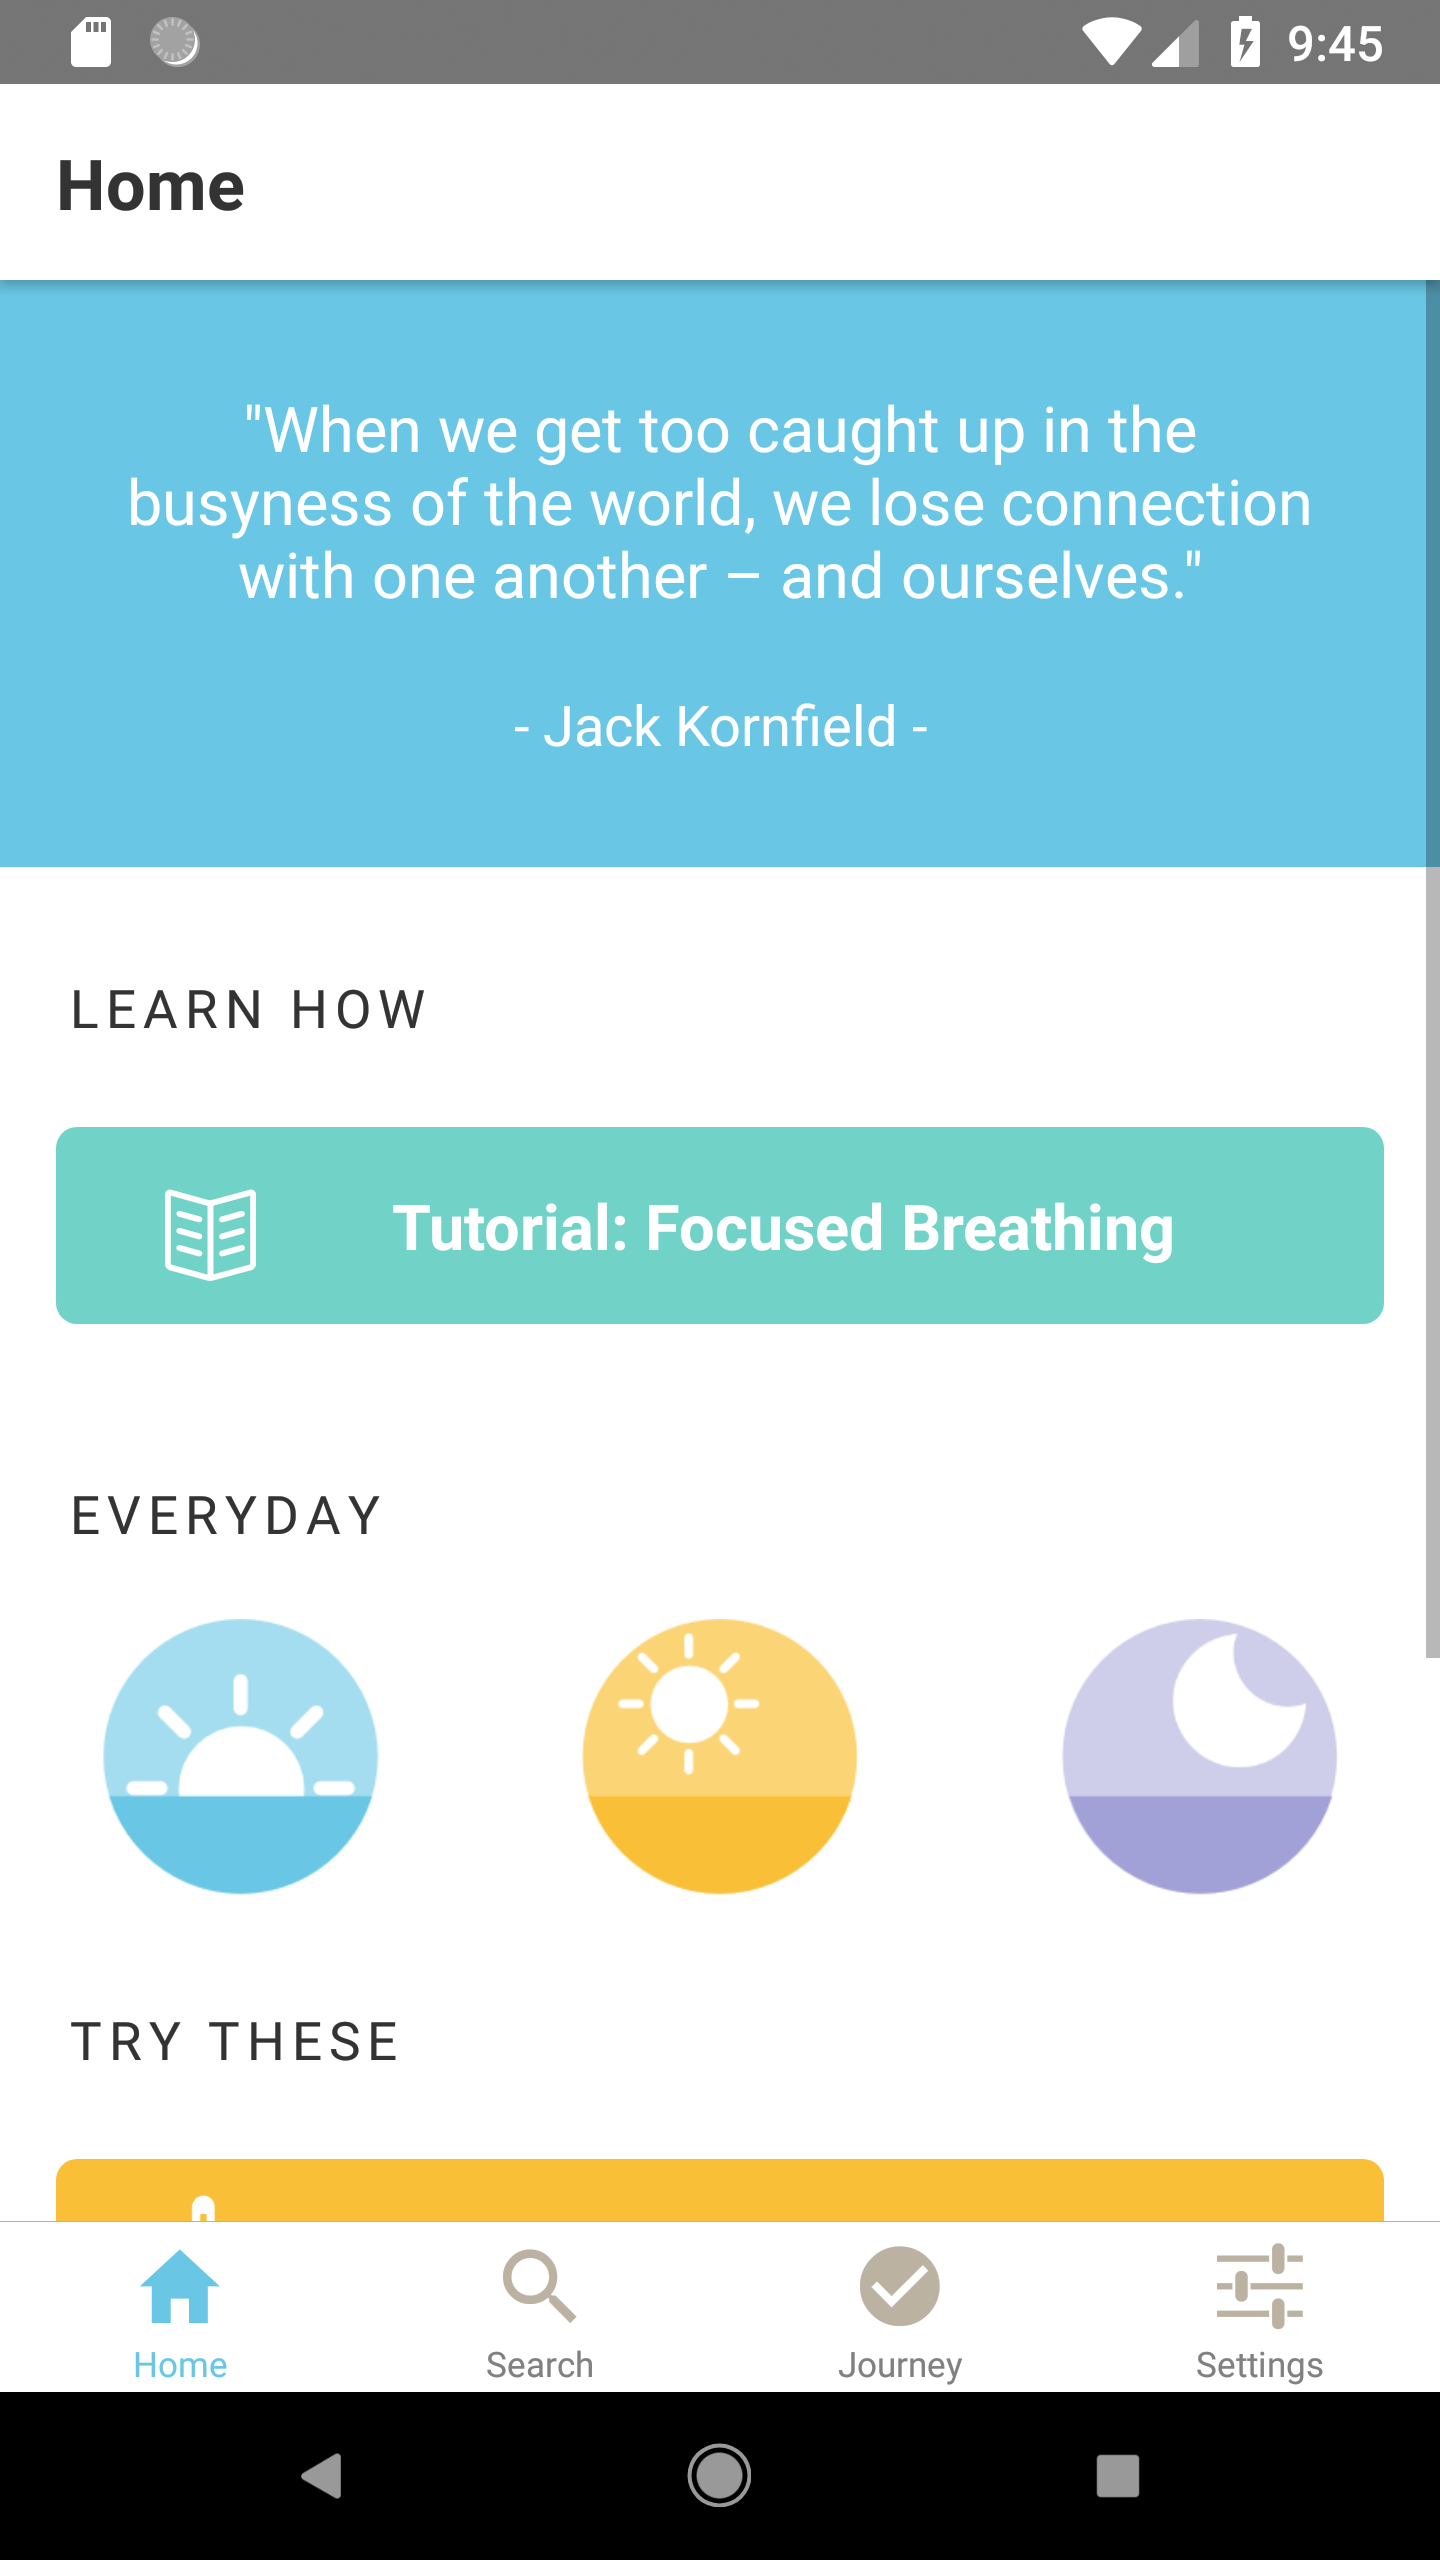 9:45
Home
"When we get too caught up in the
busyness of the world, we lose connection
with one another – and ourselves."
- Jack Kornfield -
LEARN HOW
Tutorial: Focused Breathing
EVERYDAY
TRY THESE
Home
Search
Journey
Settings